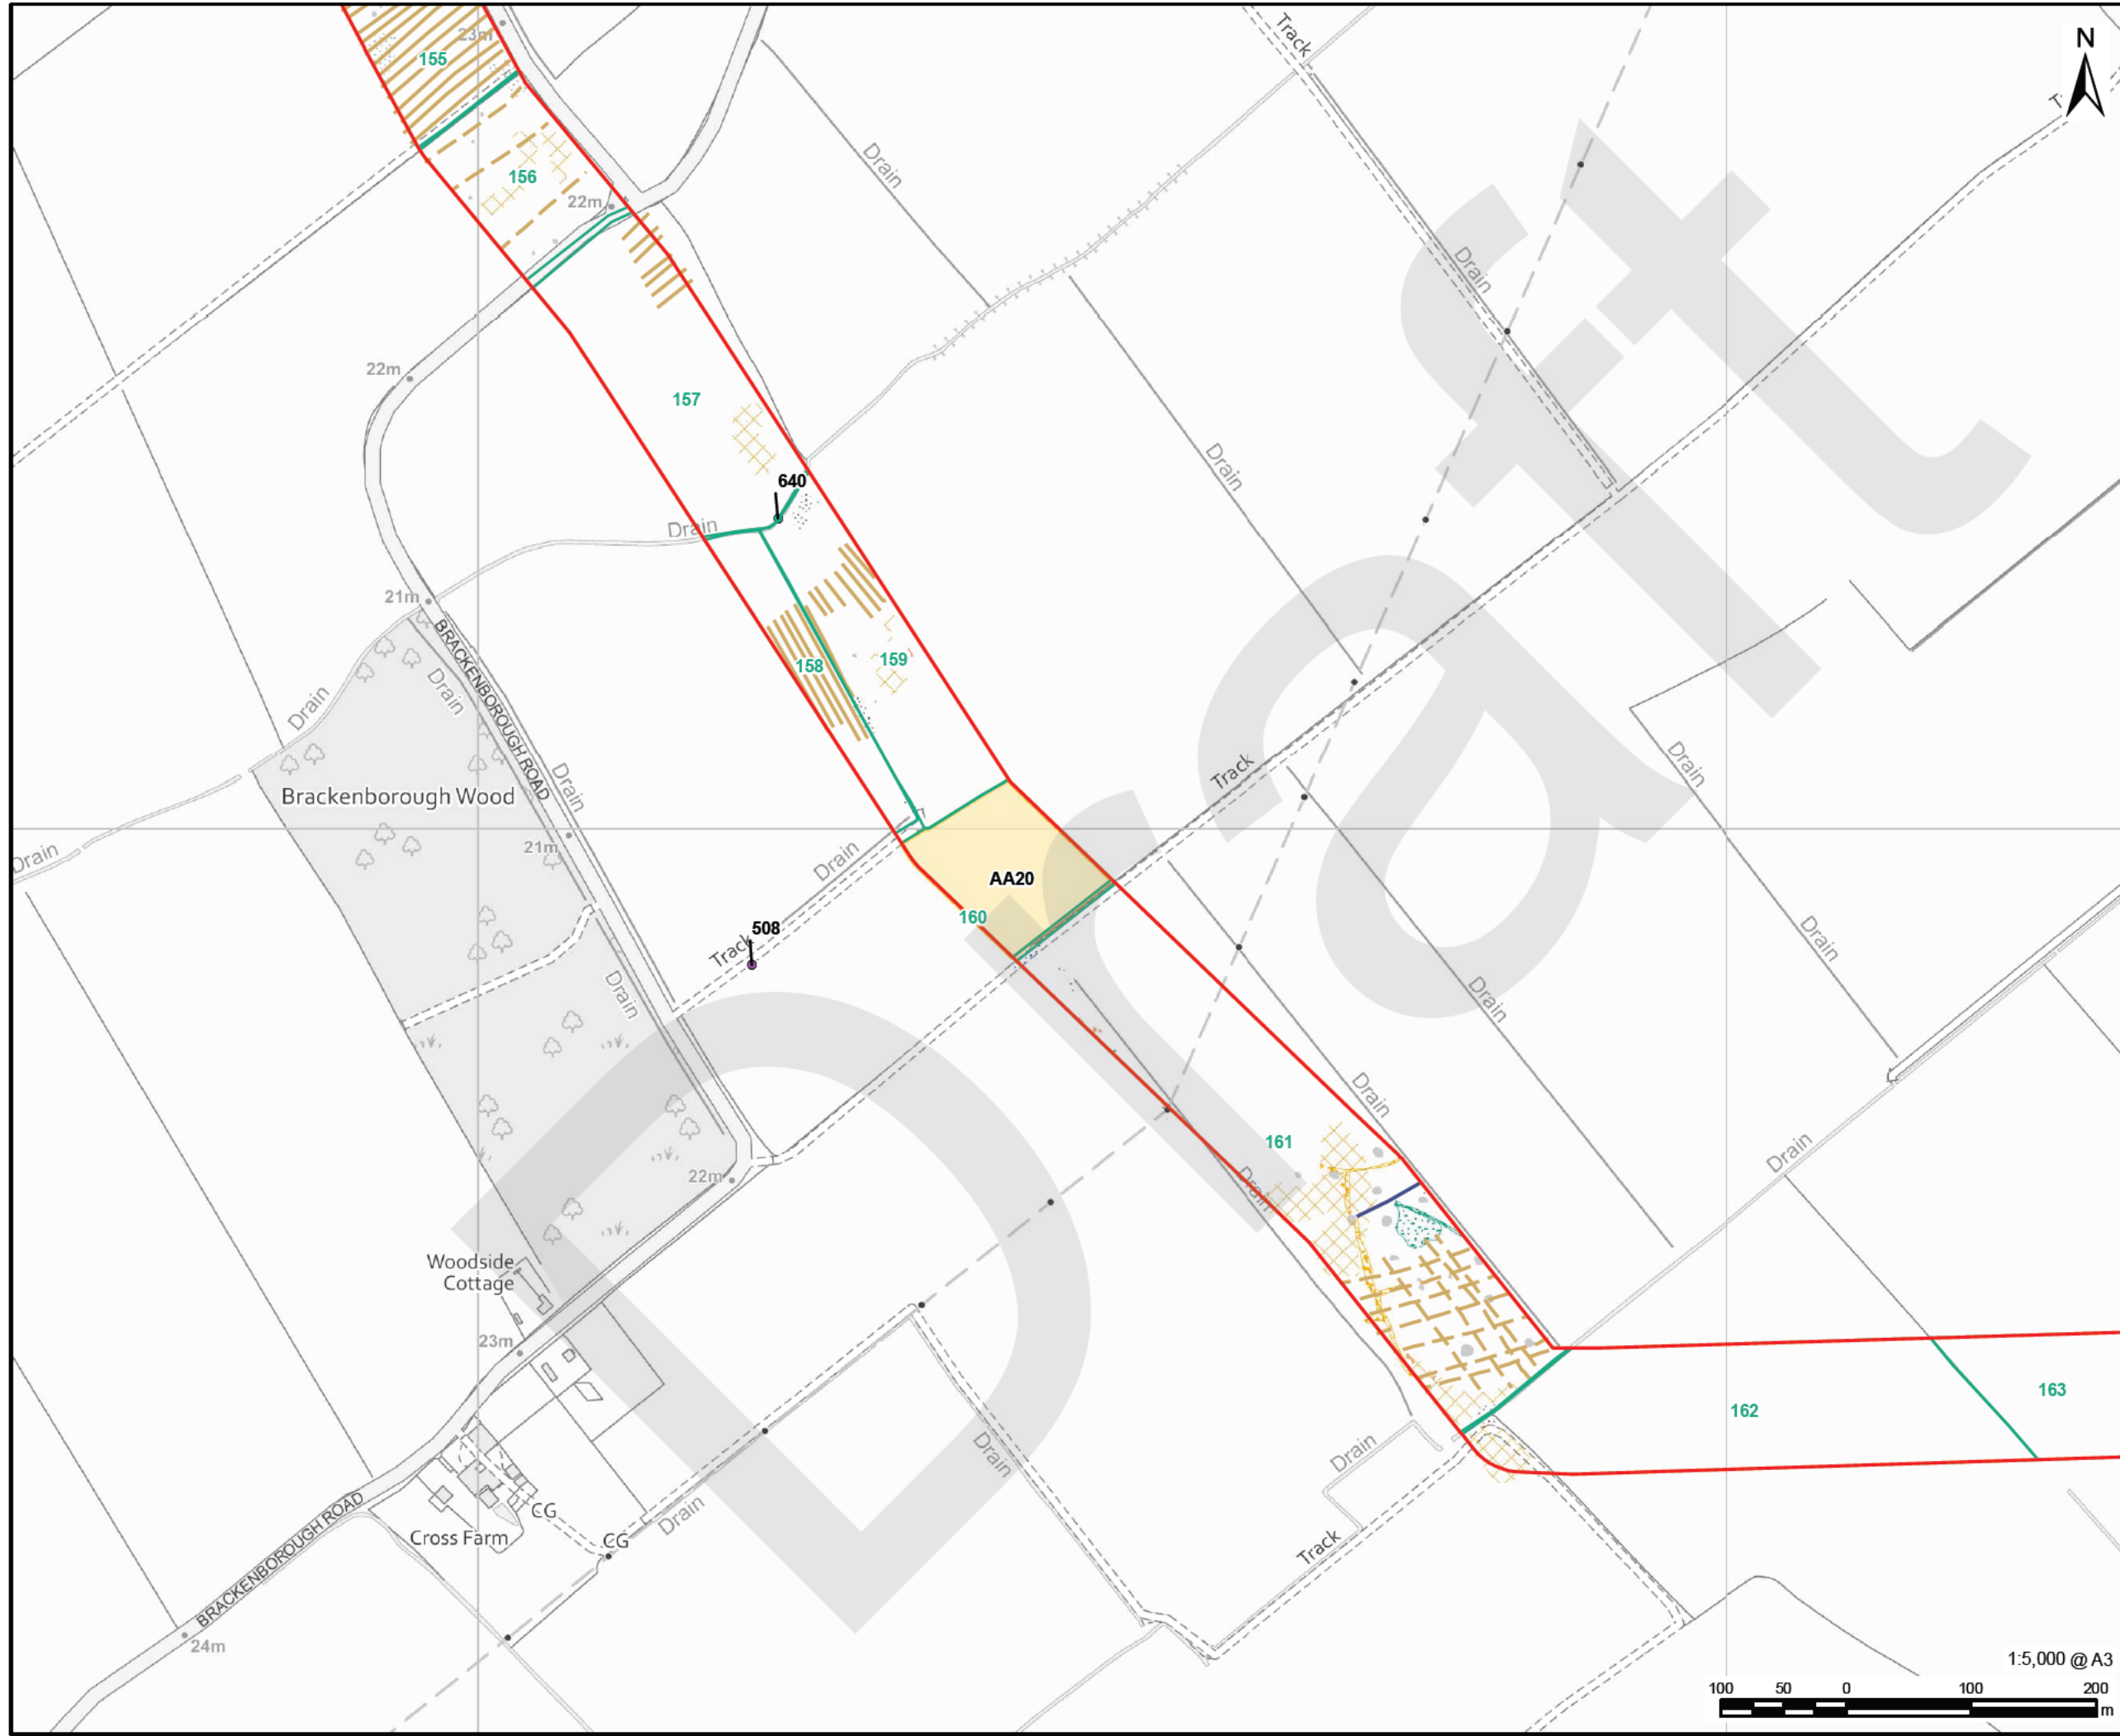 Track
N
23m
155
T
Drain
156
22m
Drain
22m
157
Drain
640
Drain
21m
BRACKENBOROUGH ROAD
158
159
Drain
Drain
Drain
Track
Drain
Brackenborough Wood
Drain
21m
Drain
AA20
160
508
Track
Drain
Drain
Drain
Drain
Draft
161
Drain
Drain
22m
Drain
Woodside
Cottage
23m
162
163
Drain
Drain
CG
Drain
CG
Cross Farm
Track
BRACKENBOROUGH ROAD
24m
1:5,000 @ A3
100 50 0 100 200
m